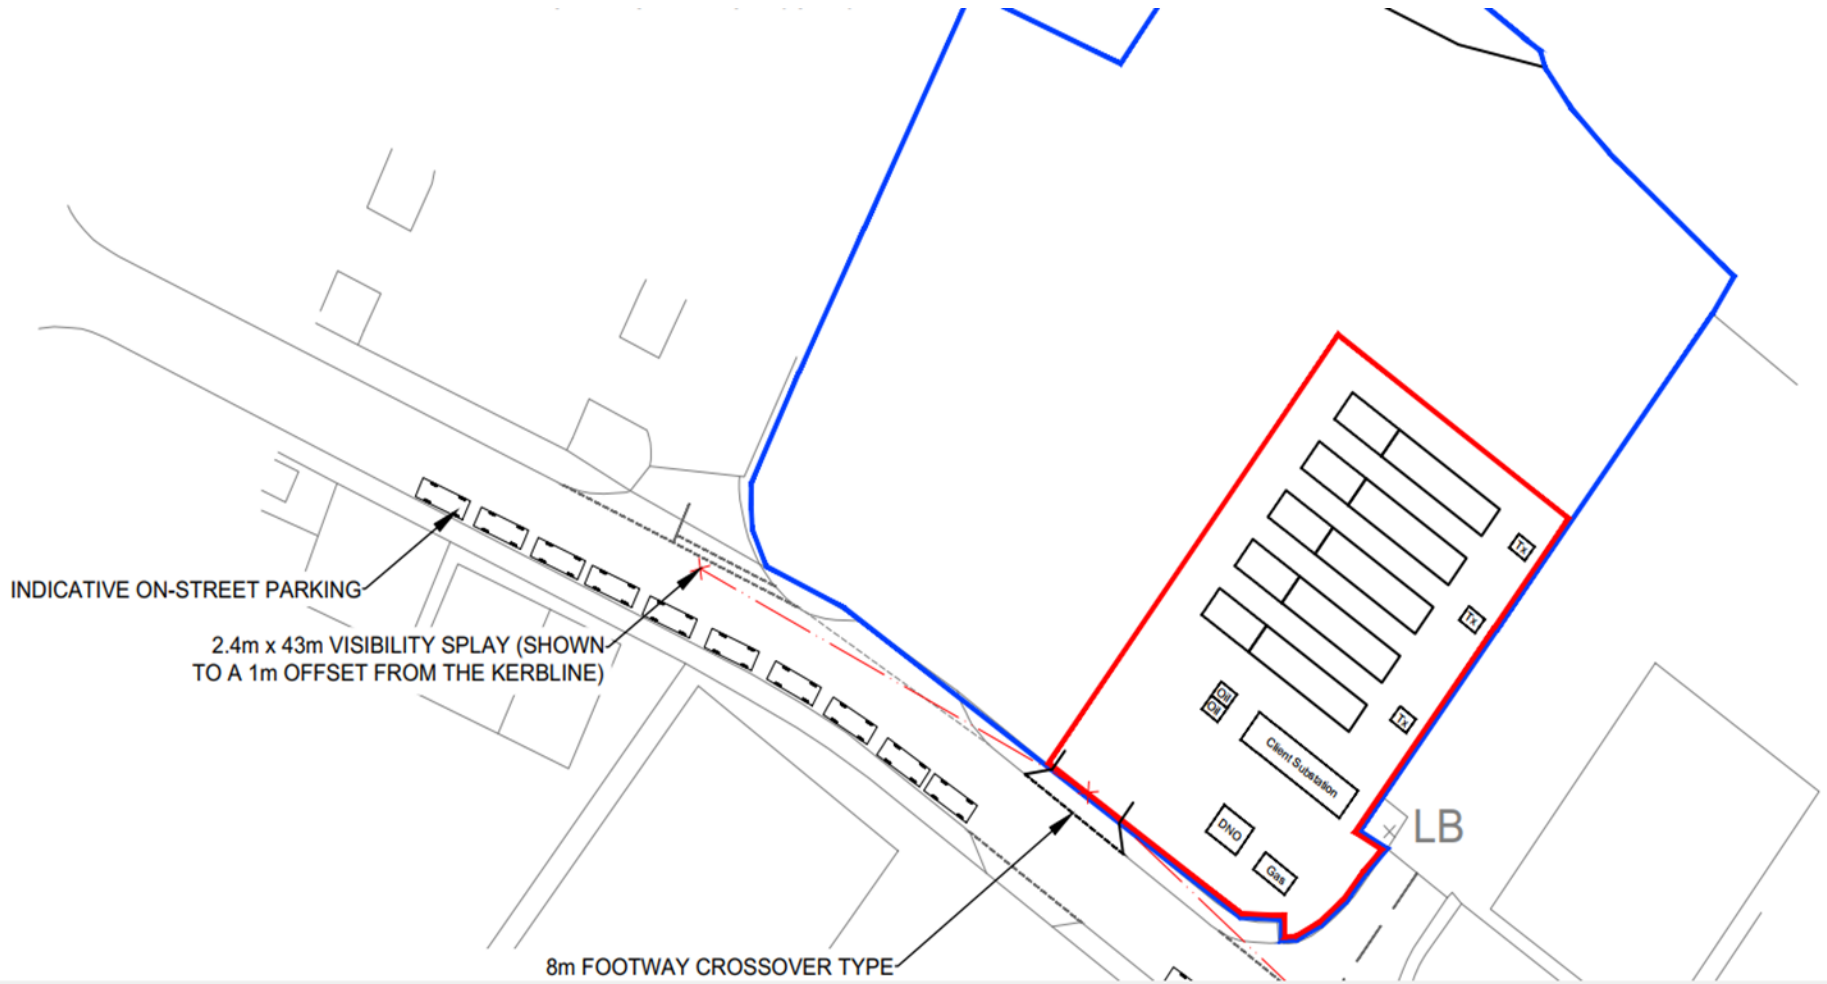 Tx
Tx
INDICATIVE ON-STREET PARKING
2.4m x 43m VISIBILITY SPLAY (SHOWN
TO A 1m OFFSET FROM THE KERBLINE)
Oil
Oil
Tx
Client Substation
DNO
LB
Gas
8m FOOTWAY CROSSOVER TYPE